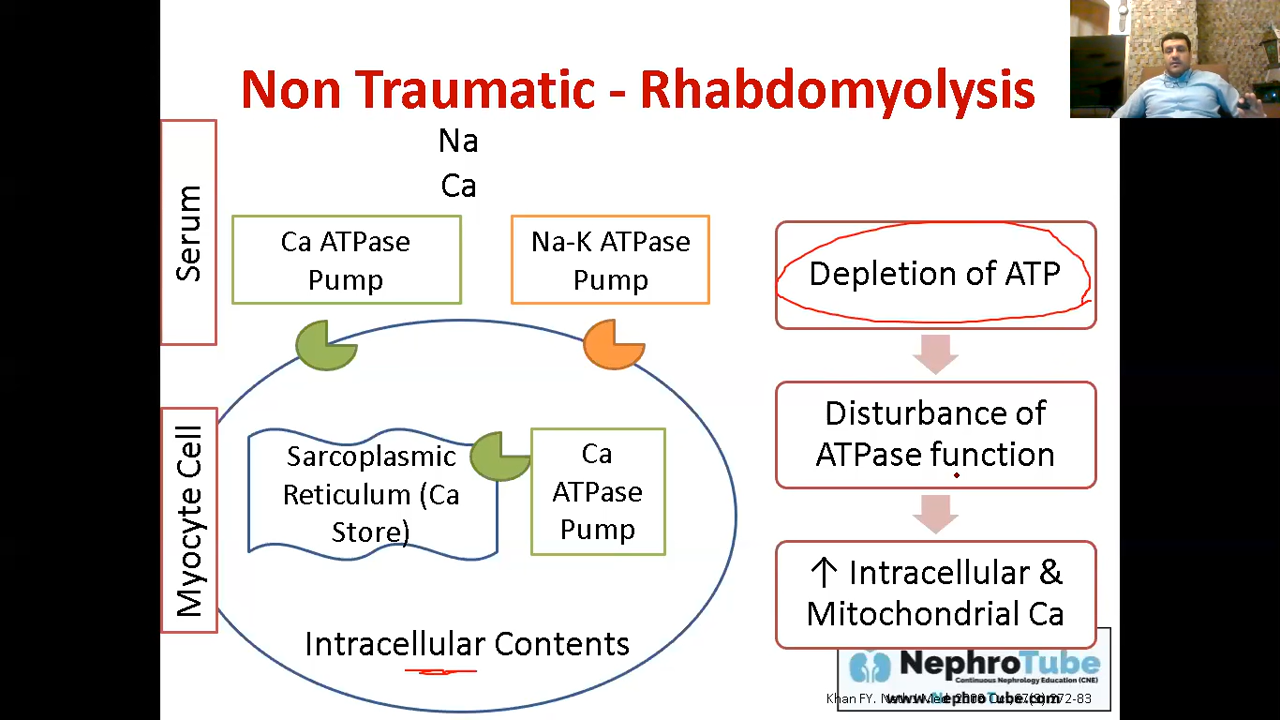 Non Traumatic - Rhabdomyolysis
Serum
Na
Ca
Ca ATPase
Pump
Na-K ATPase
Pump
Myocyte Cell
Sarcoplasmic
Reticulum (Ca
Store)
Ca
ATPase
Pump
Intracellular Contents
Depletion of ATP
Disturbance of
ATPase function
↑ Intracellular &
Mitochondrial Ca
NephroTube
Continuous Nephrology Education (CNE)
www.NephroTube.com
Khan FY.